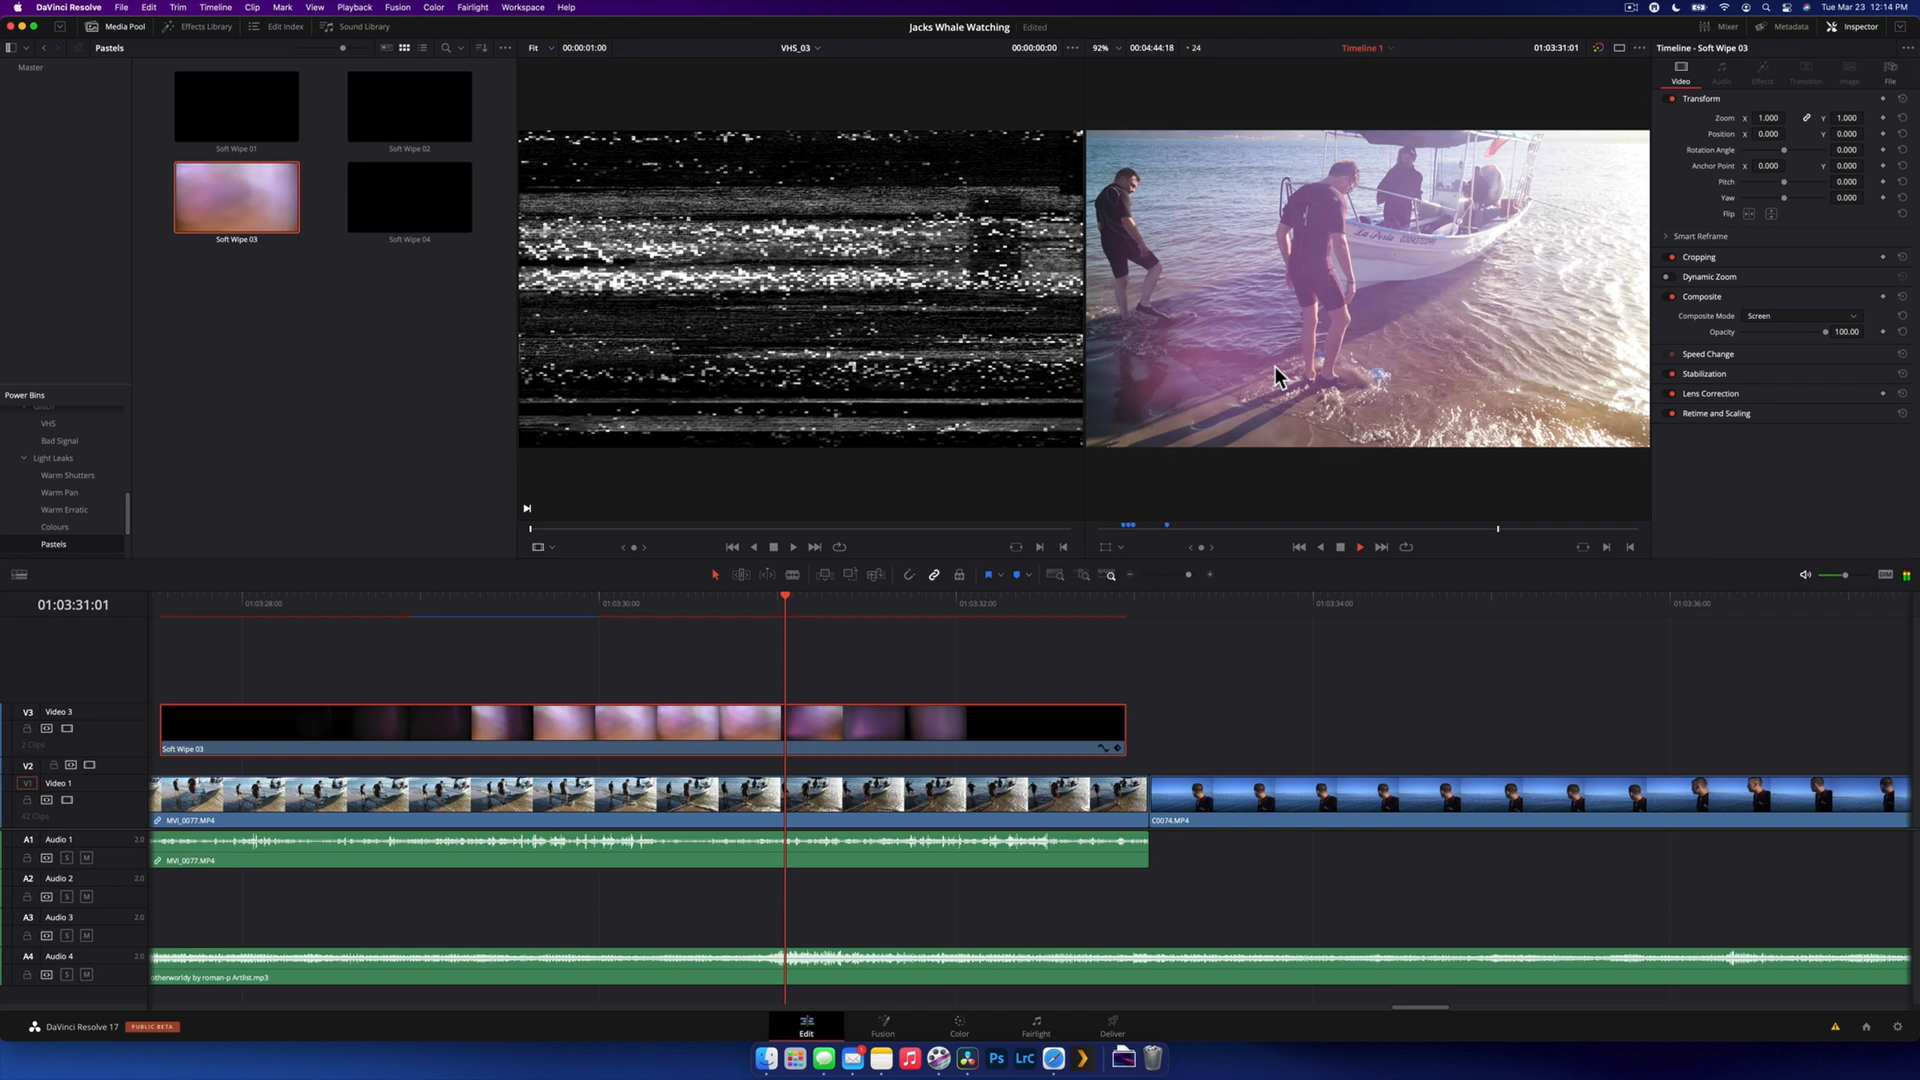 DaVinci Resolve File Edit Trim Timeline Clip Mark View Playback Fusion Color Fairlight Workspace Help Tue Mar 23 12:14 PM
Media Pool Effects Library Edit Index Sound Library Jacks Whale Watching Edited Mixer Metadata Inspector
Pastels Fit 00:00:01:00 VHS_03 00:00:00:00 92% 00:04:44:18 24 Timeline 1 01:03:31:01 Timeline - Soft Wipe 03
Master
Video Audio Effects Transition Image File
Soft Wipe 01 Soft Wipe 02
Soft Wipe 03 Soft Wipe 04
Transform
Zoom X 1.000 Y 1.000
Position X 0.000 Y 0.000
Rotation Angle 0.000
Anchor Point X 0.000 Y 0.000
Pitch 0.000
Yaw 0.000
Flip
Smart Reframe
Cropping
Dynamic Zoom
Composite
Composite Mode Screen
Opacity 100.00
Speed Change
Stabilization
Lens Correction
Retime and Scaling
La Perla
Power Bins
Glitch
VHS
Bad Signal
Light Leaks
Warm Shutters
Warm Pan
Warm Erratic
Colours
Pastels
DIM
01:03:31:01 01:03:28:00 01:03:30:00 01:03:32:00 01:03:34:00 01:03:36:00
V3 Video 3
2 Clips
Soft Wipe 03
V2
V1 Video 1
42 Clips
MVI_0077.MP4 C0074.MP4
A1 Audio 1 2.0
S M
MVI_0077.MP4
A2 Audio 2 2.0
S M
A3 Audio 3 2.0
S M
A4 Audio 4 2.0
S M
otherworldy by roman-p Artlist.mp3
DaVinci Resolve 17 PUBLIC BETA Edit Fusion Color Fairlight Deliver
Ps LrC